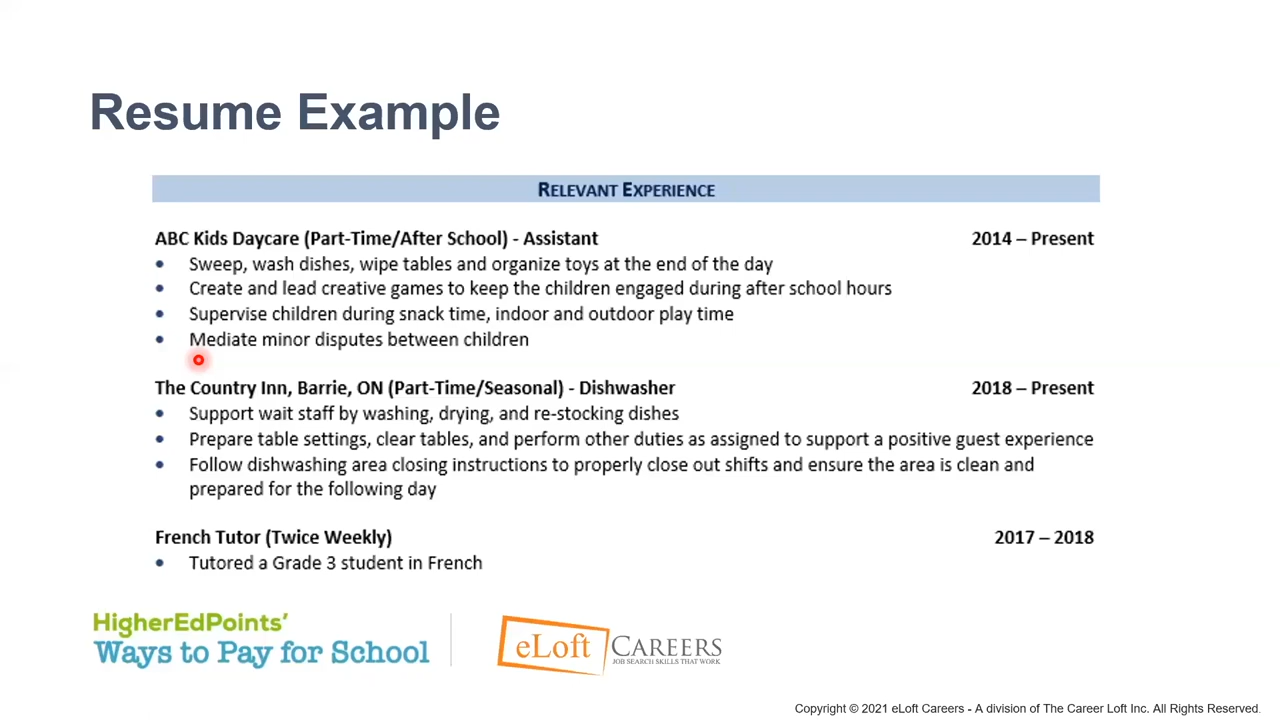 Resume Example
RELEVANT EXPERIENCE
ABC Kids Daycare (Part-Time/After School) - Assistant 2014 – Present
• Sweep, wash dishes, wipe tables and organize toys at the end of the day
• Create and lead creative games to keep the children engaged during after school hours
• Supervise children during snack time, indoor and outdoor play time
• Mediate minor disputes between children
The Country Inn, Barrie, ON (Part-Time/Seasonal) - Dishwasher 2018 – Present
• Support wait staff by washing, drying, and re-stocking dishes
• Prepare table settings, clear tables, and perform other duties as assigned to support a positive guest experience
• Follow dishwashing area closing instructions to properly close out shifts and ensure the area is clean and
prepared for the following day
French Tutor (Twice Weekly) 2017 – 2018
• Tutored a Grade 3 student in French
HigherEdPoints’
Ways to Pay for School
eLoft CAREERS
JOB SEARCH SKILLS THAT WORK
Copyright © 2021 eLoft Careers - A division of The Career Loft Inc. All Rights Reserved.